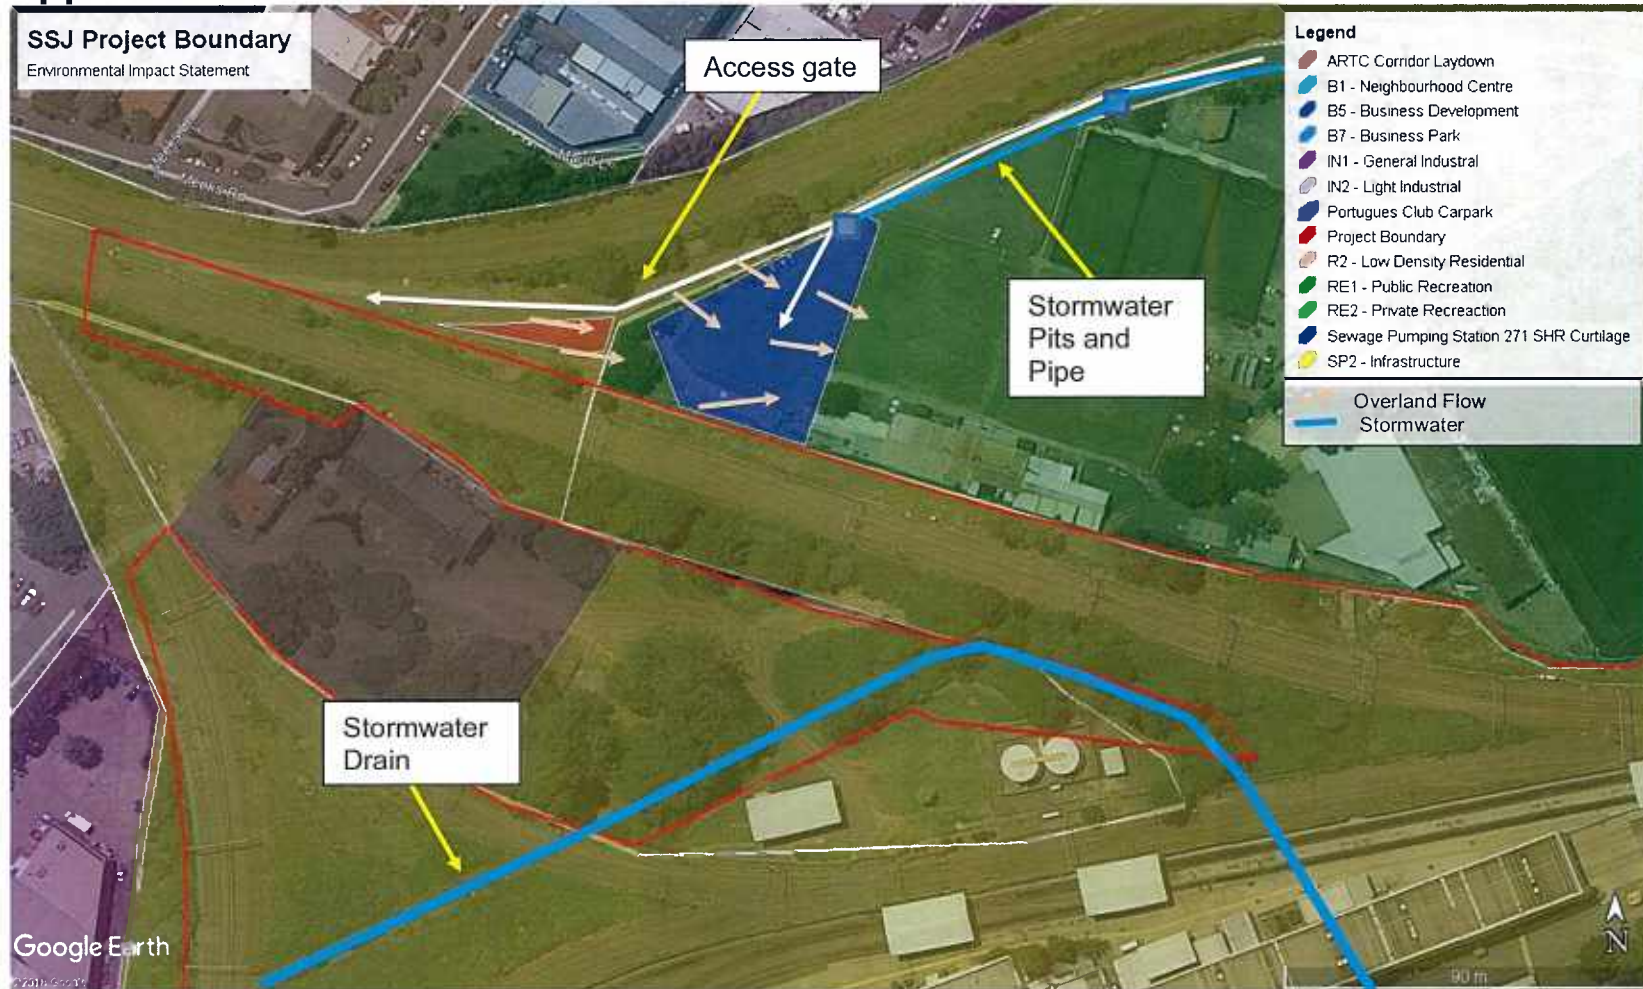 SSJ Project Boundary
Environmental Impact Statement
Access gate
Meeks Rd
Stormwater
Pits and
Pipe
Stormwater
Drain
Legend
ARTC Corridor Laydown
B1 - Neighbourhood Centre
B5 - Business Development
B7 - Business Park
IN1 - General Industral
IN2 - Light Industrial
Portugues Club Carpark
Project Boundary
R2 - Low Density Residential
RE1 - Public Recreation
RE2 - Private Recreaction
Sewage Pumping Station 271 SHR Curtilage
SP2 - Infrastructure
Overland Flow
Stormwater
Google Earth
N
90 m